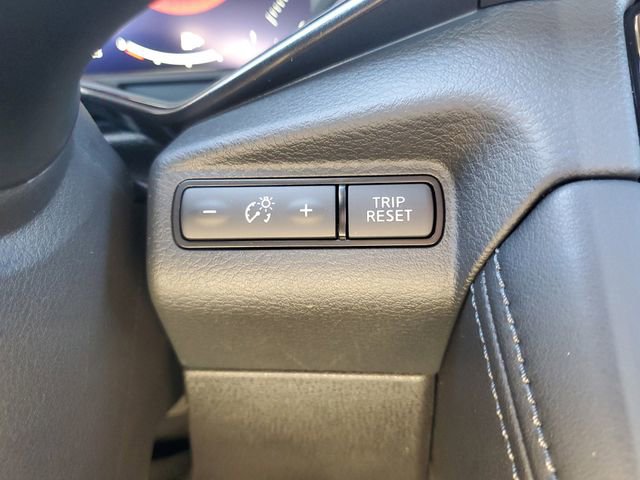 − +
TRIP
RESET